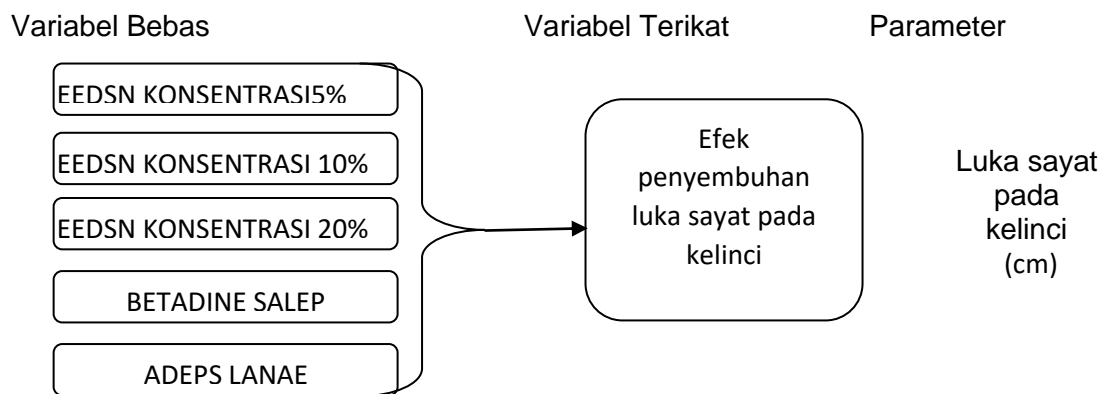 Variabel Bebas
Variabel Terikat
Parameter
EEDSN KONSENTRASI5%
EEDSN KONSENTRASI 10%
EEDSN KONSENTRASI 20%
BETADINE SALEP
ADEPS LANAE
Efek
penyembuhan
luka sayat pada
kelinci
Luka sayat
pada
kelinci
(cm)